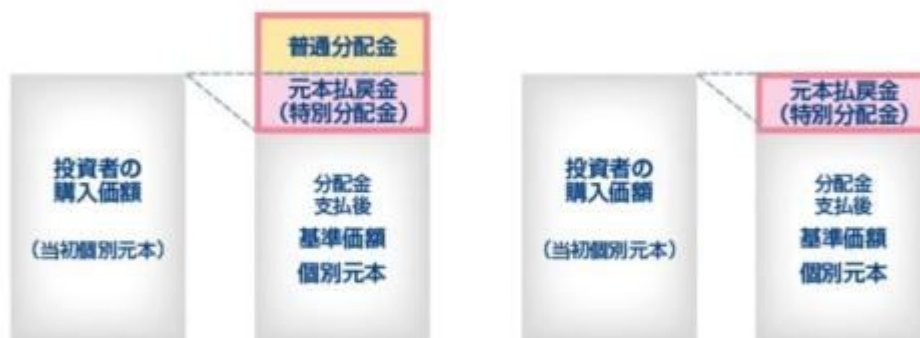 普通分配金
元本払戻金
(特別分配金)
投資者の
購入価額
(当初個別元本)
分配金
支払後
基準価額
個別元本
元本払戻金
(特別分配金)
投資者の
購入価額
(当初個別元本)
分配金
支払後
基準価額
個別元本